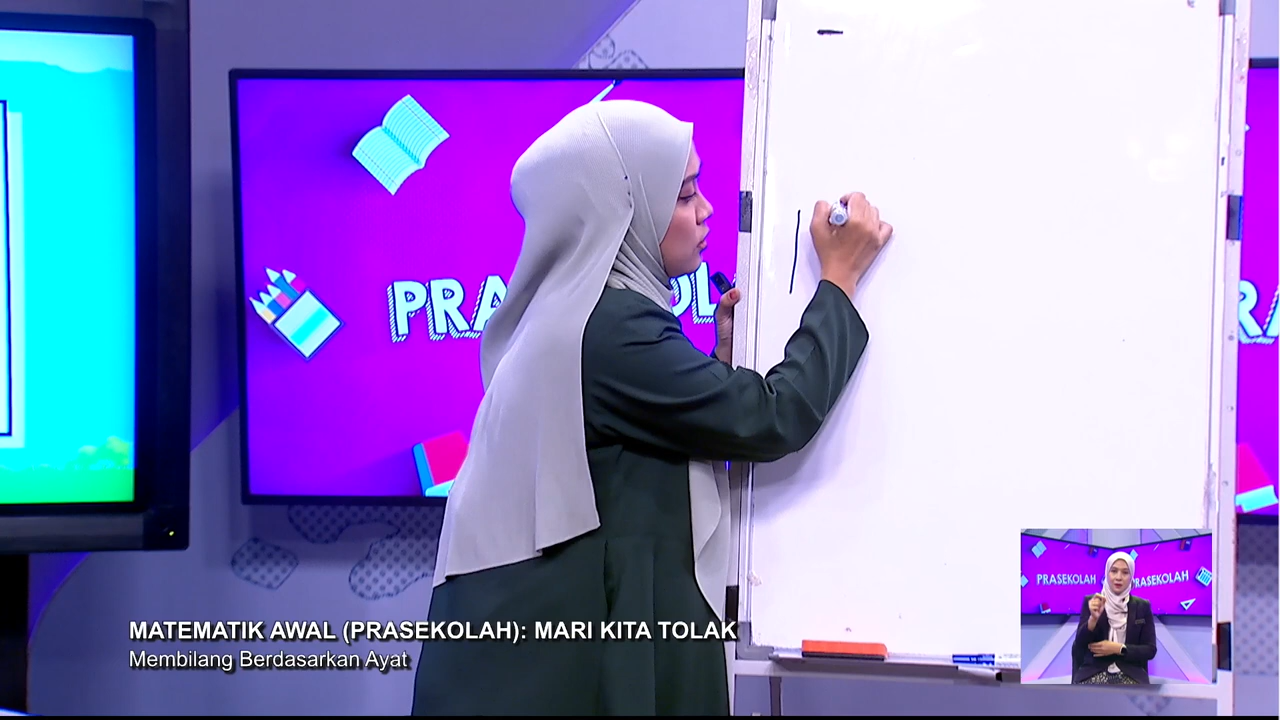 MATEMATIK AWAL (PRASEKOLAH): MARI KITA TOLAK
Membilang Berdasarkan Ayat
PRASEKOLAH
PRASEKOLAH